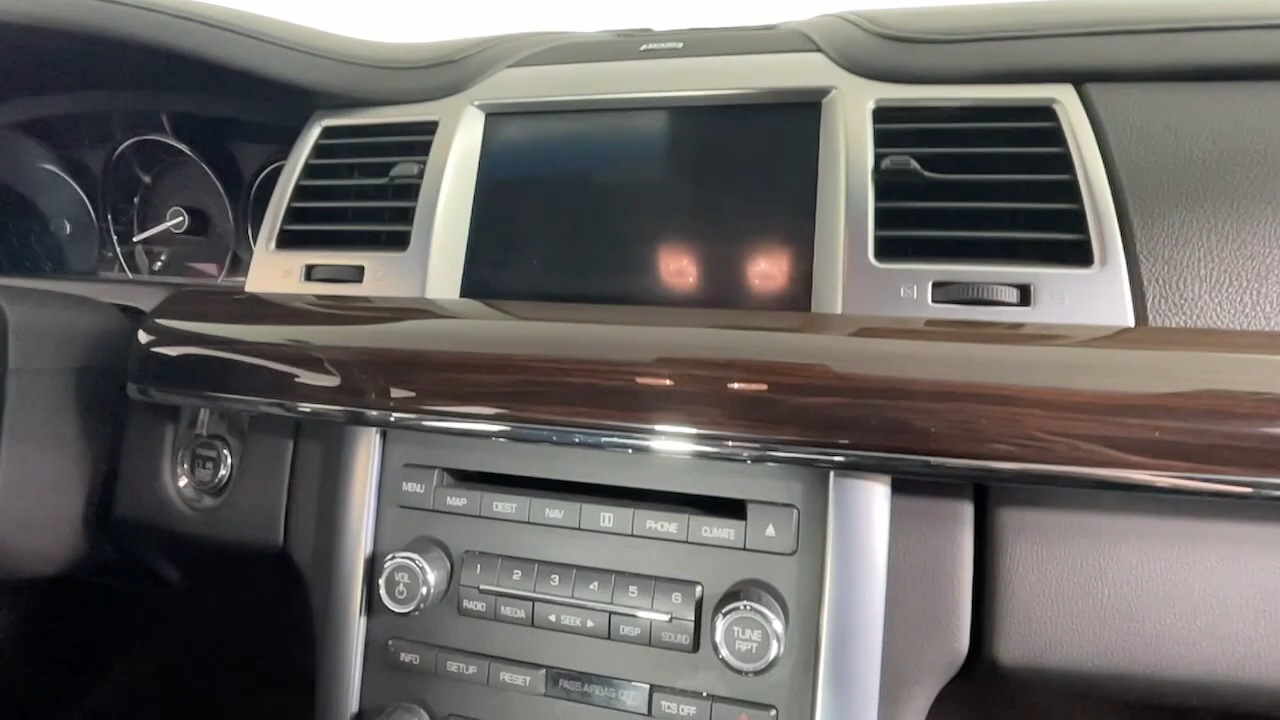 MENU
MAP
DEST
NAV
PHONE
CLIMATE
VOL
1 2 3 4 5 6
RADIO
MEDIA
SEEK
DISP
SOUND
TUNE
RPT
INFO
SETUP
RESET
PASS AIRBAG OFF
TCS OFF